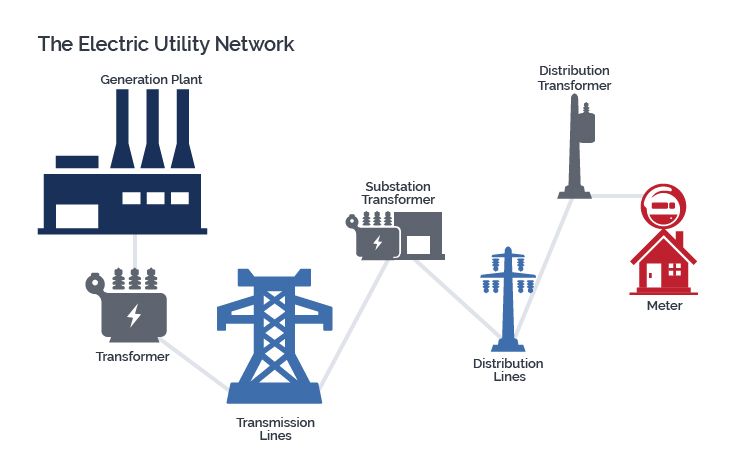 The Electric Utility Network
Generation Plant
Transformer
Transmission
Lines
Substation
Transformer
Distribution
Lines
Distribution
Transformer
Meter